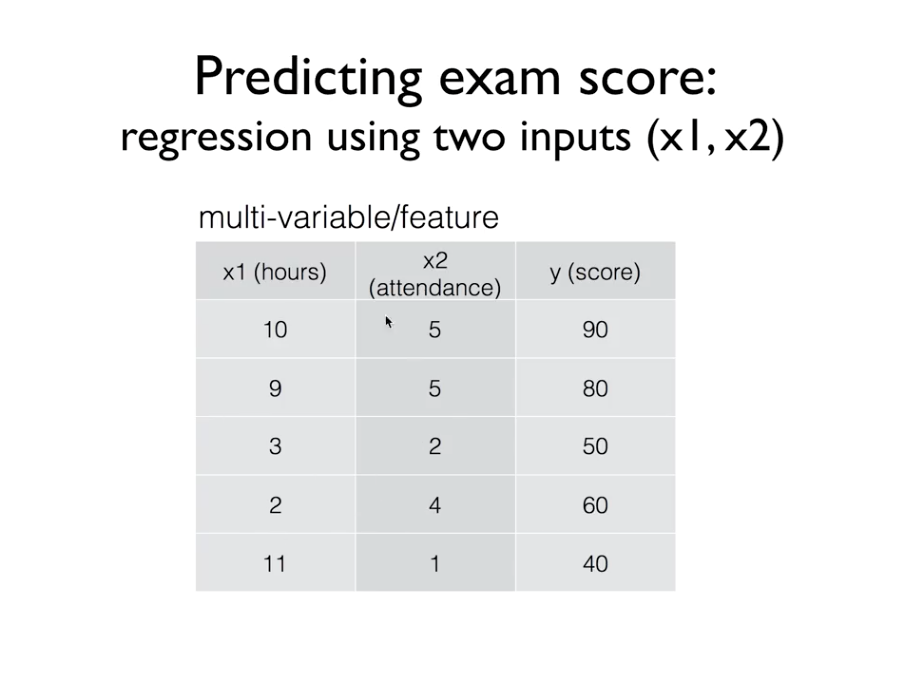 Predicting exam score:
regression using two inputs (x1, x2)
multi-variable/feature
x1 (hours) x2 (attendance) y (score)
10 5 90
9 5 80
3 2 50
2 4 60
11 1 40